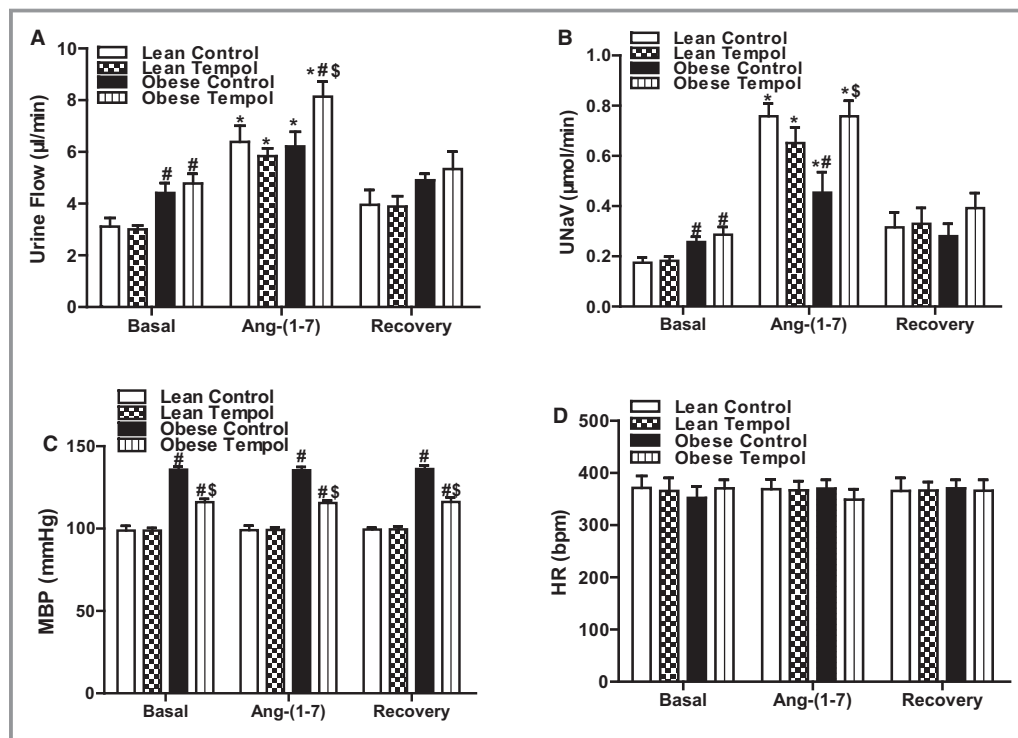 A
Lean Control
Lean Tempol
Obese Control
Obese Tempol
Urine Flow (µl/min)
10
8
6
4
2
0
# #
* * * *#$
Basal Ang-(1-7) Recovery
B
Lean Control
Lean Tempol
Obese Control
Obese Tempol
UNaV (µmol/min)
1.0
0.8
0.6
0.4
0.2
0.0
# #
* * *# *$
Basal Ang-(1-7) Recovery
C
Lean Control
Lean Tempol
Obese Control
Obese Tempol
MBP (mmHg)
150
100
50
0
# #$ # #$ # #$
Basal Ang-(1-7) Recovery
D
Lean Control
Lean Tempol
Obese Control
Obese Tempol
HR (bpm)
500
400
300
200
100
0
Basal Ang-(1-7) Recovery